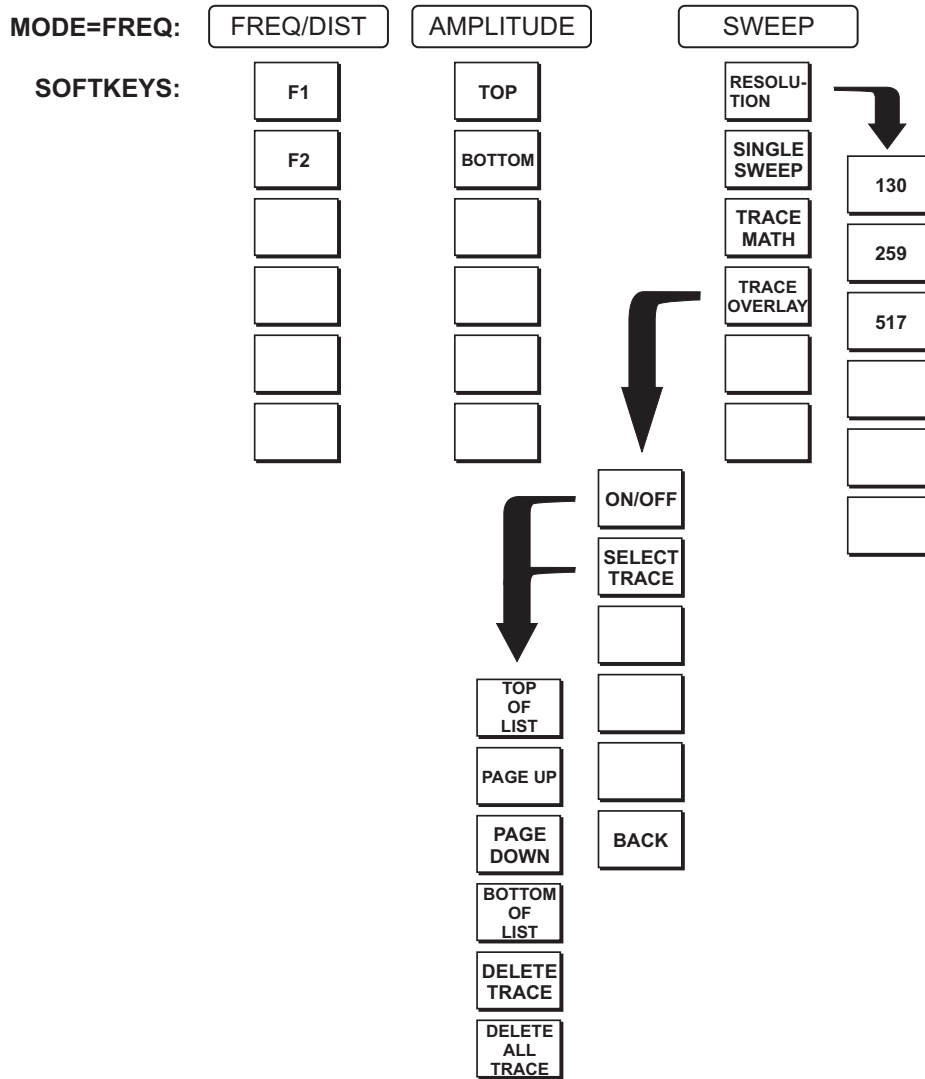 MODE=FREQ:
FREQ/DIST
AMPLITUDE
SWEEP
SOFTKEYS:
F1
F2
TOP
BOTTOM
RESOLU-
TION
SINGLE
SWEEP
TRACE
MATH
TRACE
OVERLAY
130
259
517
ON/OFF
SELECT
TRACE
BACK
TOP
OF
LIST
PAGE UP
PAGE
DOWN
BOTTOM
OF
LIST
DELETE
TRACE
DELETE
ALL
TRACE